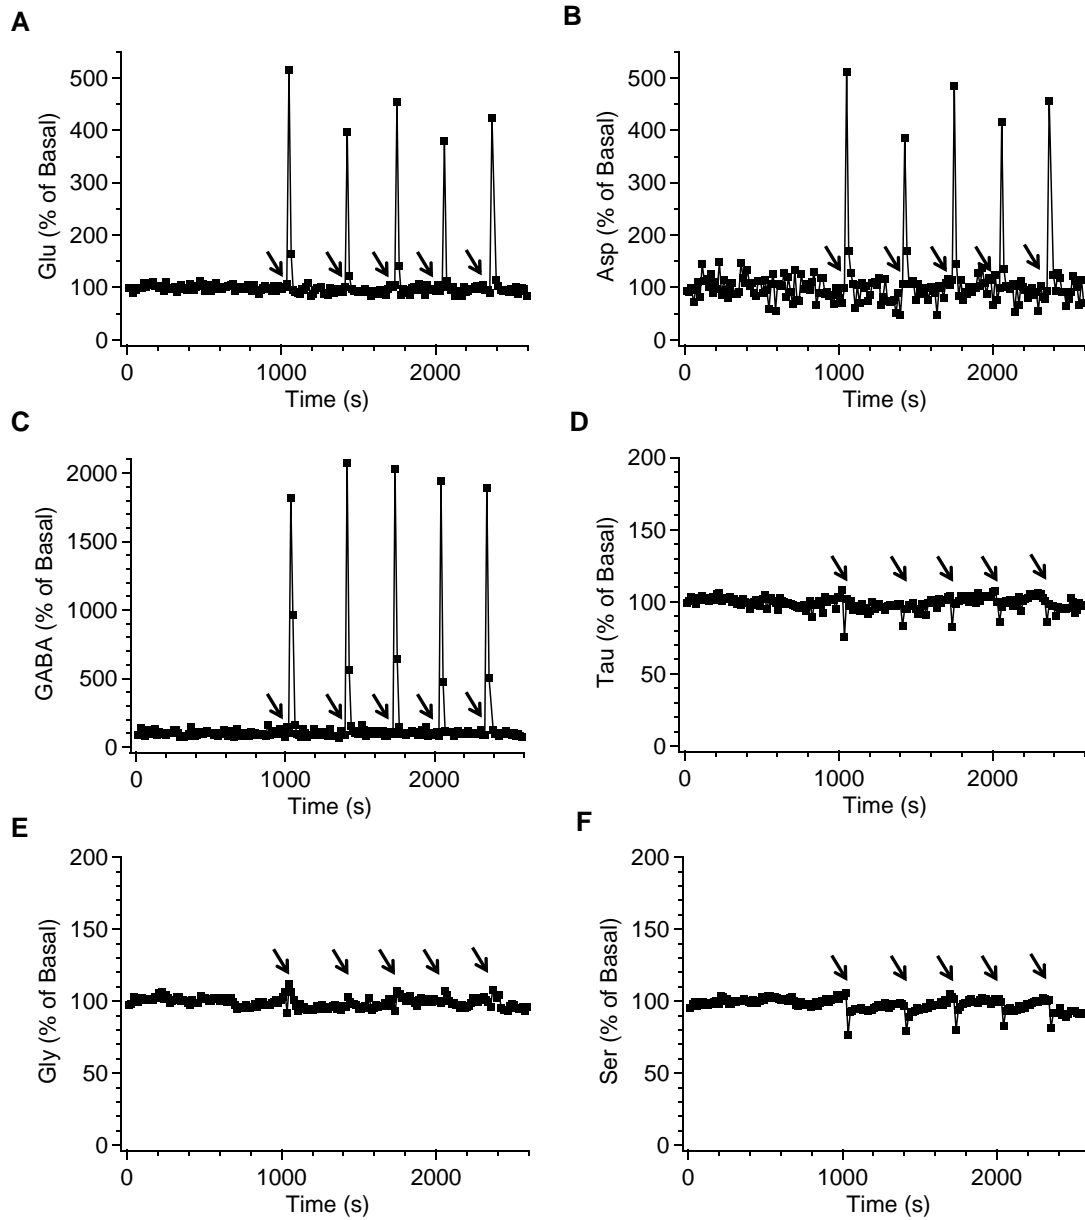 A
Glu (% of Basal)
500
400
300
200
100
0
0 1000 2000
Time (s)
B
Asp (% of Basal)
500
400
300
200
100
0
0 1000 2000
Time (s)
C
GABA (% of Basal)
2000
1500
1000
500
0
0 1000 2000
Time (s)
D
Tau (% of Basal)
200
150
100
50
0
0 1000 2000
Time (s)
E
Gly (% of Basal)
200
150
100
50
0
0 1000 2000
Time (s)
F
Ser (% of Basal)
200
150
100
50
0
0 1000 2000
Time (s)